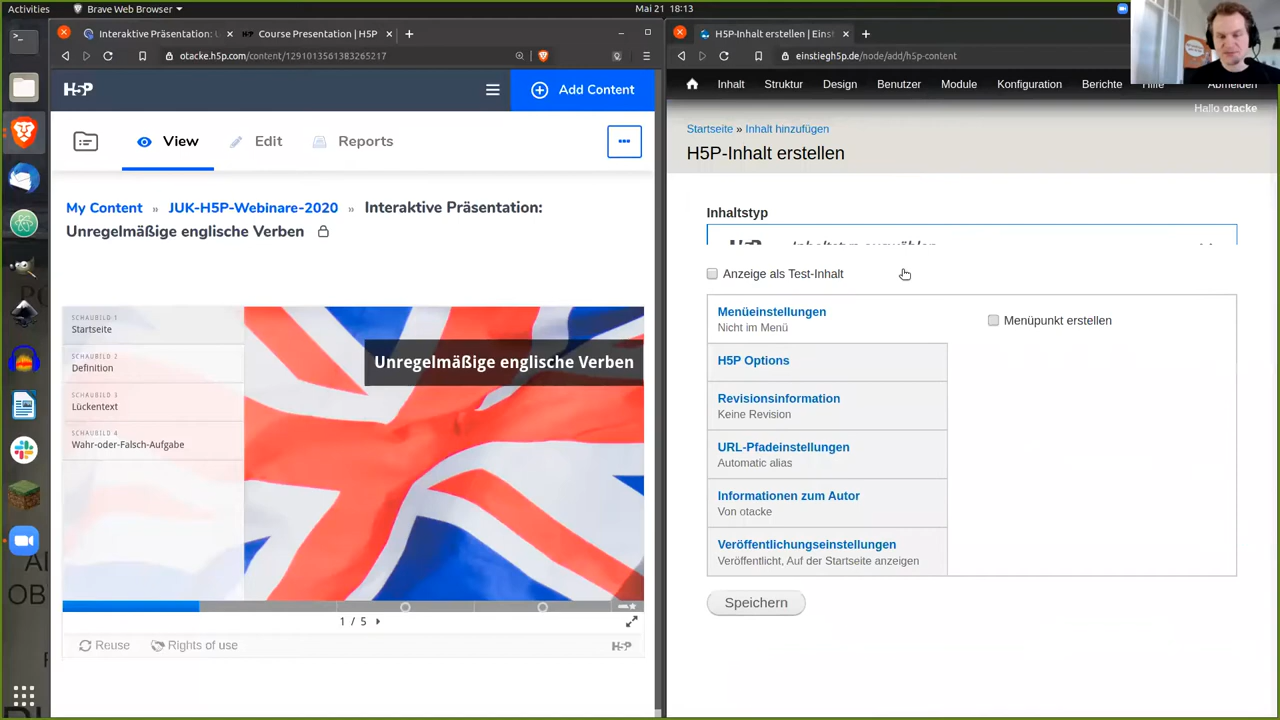 Activities
Brave Web Browser
Mai 21 18:13
Interaktive Präsentation: U
Course Presentation | H5P
otacke.h5p.com/content/1291013561383265217
H5P
Add Content
View
Edit
Reports
My Content » JUK-H5P-Webinare-2020 » Interaktive Präsentation:
Unregelmäßige englische Verben
SCHAUBILD 1
Startseite
SCHAUBILD 2
Definition
SCHAUBILD 3
Lückentext
SCHAUBILD 4
Wahr-oder-Falsch-Aufgabe
Unregelmäßige englische Verben
1 / 5
Reuse
Rights of use
H5P
H5P-Inhalt erstellen | Eins
einstiegh5p.de/node/add/h5p-content
Inhalt
Struktur
Design
Benutzer
Module
Konfiguration
Berichte
Hilfe
Abmelden
Hallo otacke
Startseite » Inhalt hinzufügen
H5P-Inhalt erstellen
Inhaltstyp
H5P
Inhaltstyp auswählen
Anzeige als Test-Inhalt
Menüeinstellungen
Nicht im Menü
Menüpunkt erstellen
H5P Options
Revisionsinformation
Keine Revision
URL-Pfadeinstellungen
Automatic alias
Informationen zum Autor
Von otacke
Veröffentlichungseinstellungen
Veröffentlicht, Auf der Startseite anzeigen
Speichern